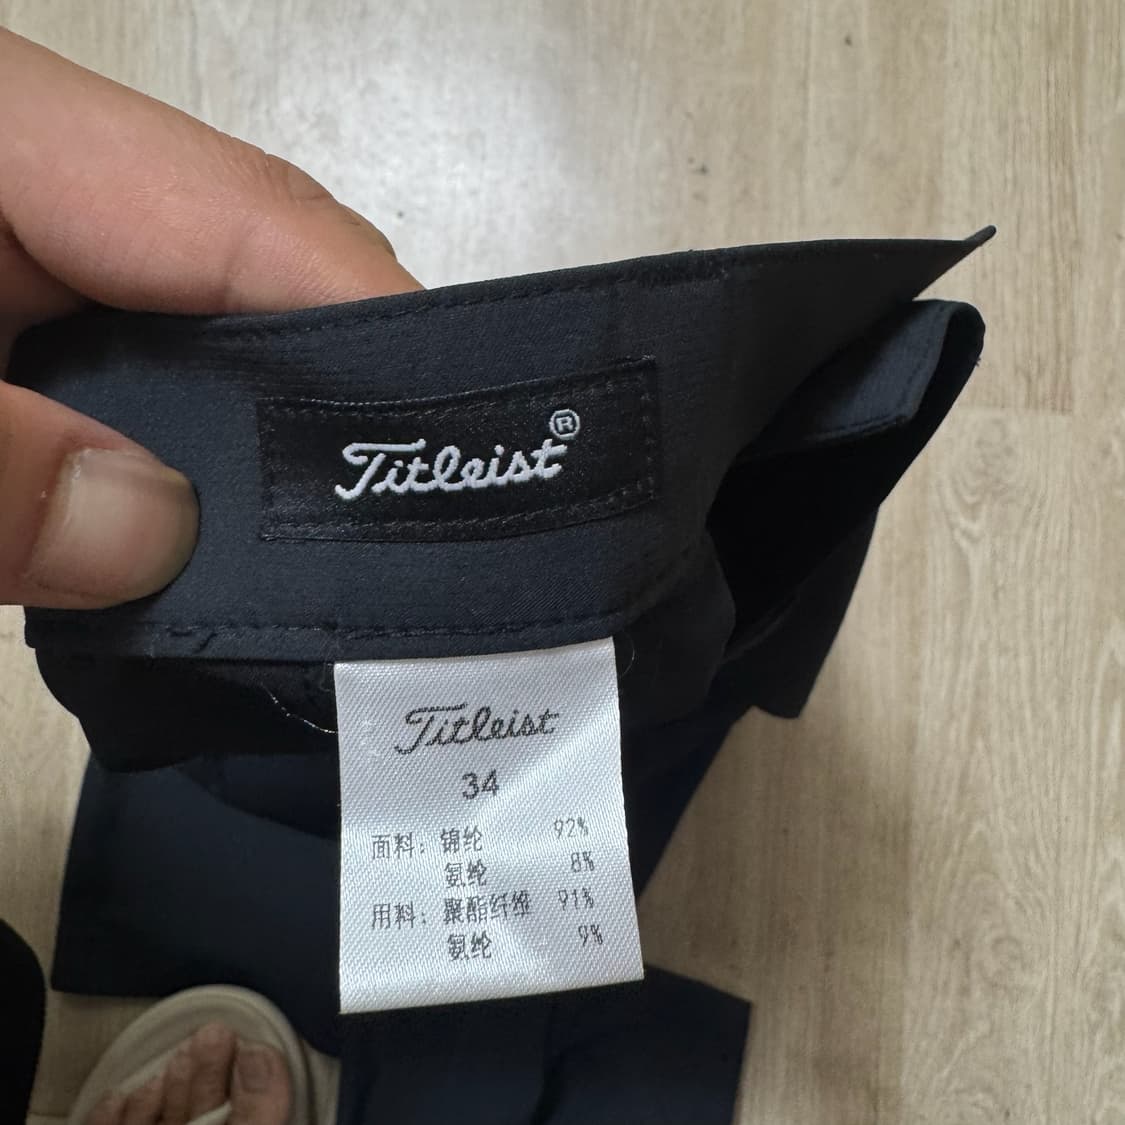 Titleist®
Titleist
34
面料: 锦纶 92%
氨纶 8%
用料: 聚酯纤维 91%
氨纶 9%